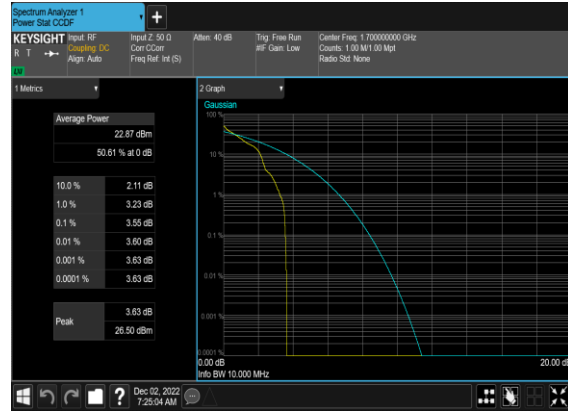 Spectrum Analyzer 1
Power Stat CCDF
+
KEYSIGHT
R T
LXI
Input: RF
Coupling: DC
Align: Auto
Input Z: 50 Ω
Corr CCorr
Freq Ref: Int (S)
Atten: 40 dB
Trig: Free Run
#IF Gain: Low
Center Freq: 1.700000000 GHz
Counts: 1.00 M/1.00 Mpt
Radio Std: None
1 Metrics
Average Power
22.87 dBm
50.61 % at 0 dB
10.0 % 2.11 dB
1.0 % 3.23 dB
0.1 % 3.55 dB
0.01 % 3.60 dB
0.001 % 3.63 dB
0.0001 % 3.63 dB
Peak 3.63 dB
26.50 dBm
2 Graph
Gaussian
100 %
10 %
1 %
0.1 %
0.01 %
0.001 %
0.0001 %
0.00 dB
20.00 dB
Info BW 10.000 MHz
?
Dec 02, 2022
7:25:04 AM